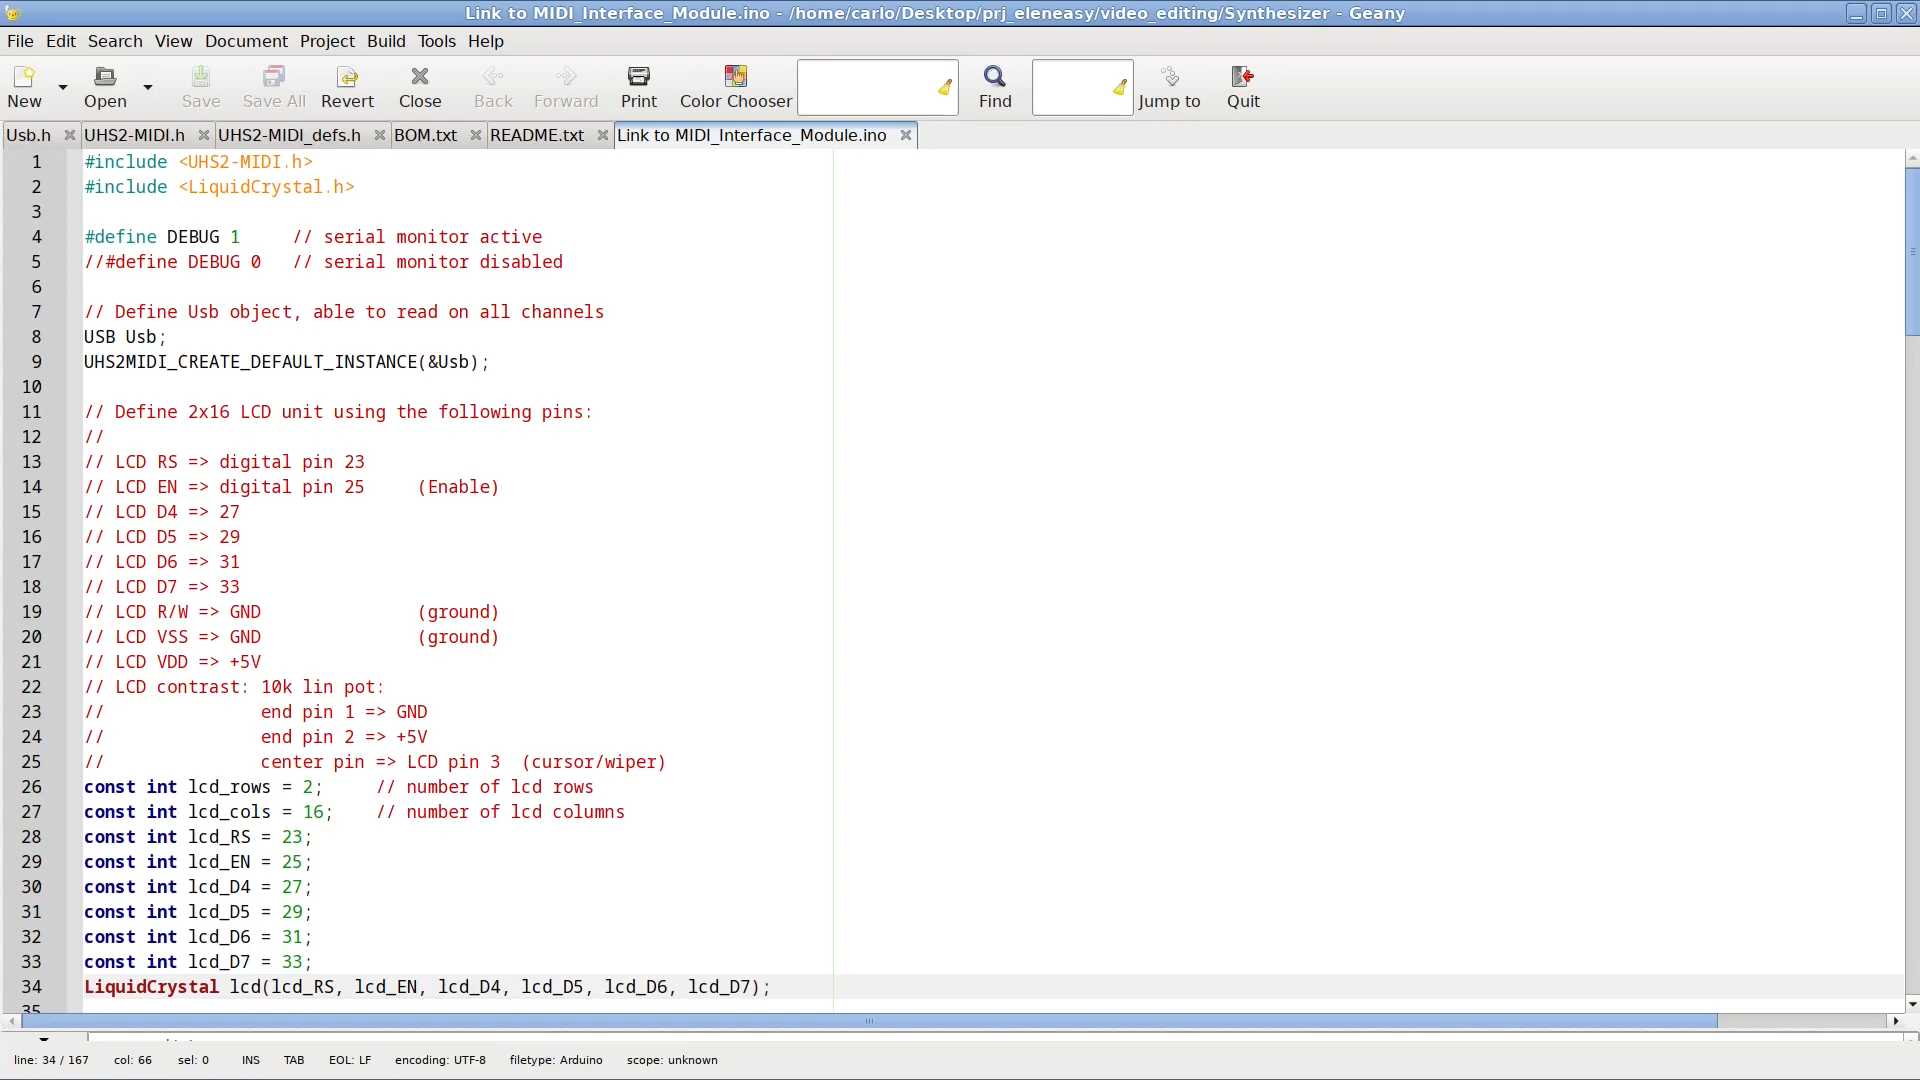 Link to MIDI_Interface_Module.ino - /home/carlo/Desktop/prj_eleneasy/video_editing/Synthesizer - Geany
File Edit Search View Document Project Build Tools Help
New Open Save Save All Revert Close Back Forward Print Color Chooser Find Jump to Quit
Usb.h UHS2-MIDI.h UHS2-MIDI_defs.h BOM.txt README.txt Link to MIDI_Interface_Module.ino
1 #include <UHS2-MIDI.h>
2 #include <LiquidCrystal.h>
3
4 #define DEBUG 1     // serial monitor active
5 //#define DEBUG 0   // serial monitor disabled
6
7 // Define Usb object, able to read on all channels
8 USB Usb;
9 UHS2MIDI_CREATE_DEFAULT_INSTANCE(&Usb);
10
11 // Define 2x16 LCD unit using the following pins:
12 //
13 // LCD RS => digital pin 23
14 // LCD EN => digital pin 25     (Enable)
15 // LCD D4 => 27
16 // LCD D5 => 29
17 // LCD D6 => 31
18 // LCD D7 => 33
19 // LCD R/W => GND               (ground)
20 // LCD VSS => GND               (ground)
21 // LCD VDD => +5V
22 // LCD contrast: 10k lin pot:
23 //               end pin 1 => GND
24 //               end pin 2 => +5V
25 //               center pin => LCD pin 3  (cursor/wiper)
26 const int lcd_rows = 2;     // number of lcd rows
27 const int lcd_cols = 16;    // number of lcd columns
28 const int lcd_RS = 23;
29 const int lcd_EN = 25;
30 const int lcd_D4 = 27;
31 const int lcd_D5 = 29;
32 const int lcd_D6 = 31;
33 const int lcd_D7 = 33;
34 LiquidCrystal lcd(lcd_RS, lcd_EN, lcd_D4, lcd_D5, lcd_D6, lcd_D7);
35
line: 34 / 167 col: 66 sel: 0 INS TAB EOL: LF encoding: UTF-8 filetype: Arduino scope: unknown